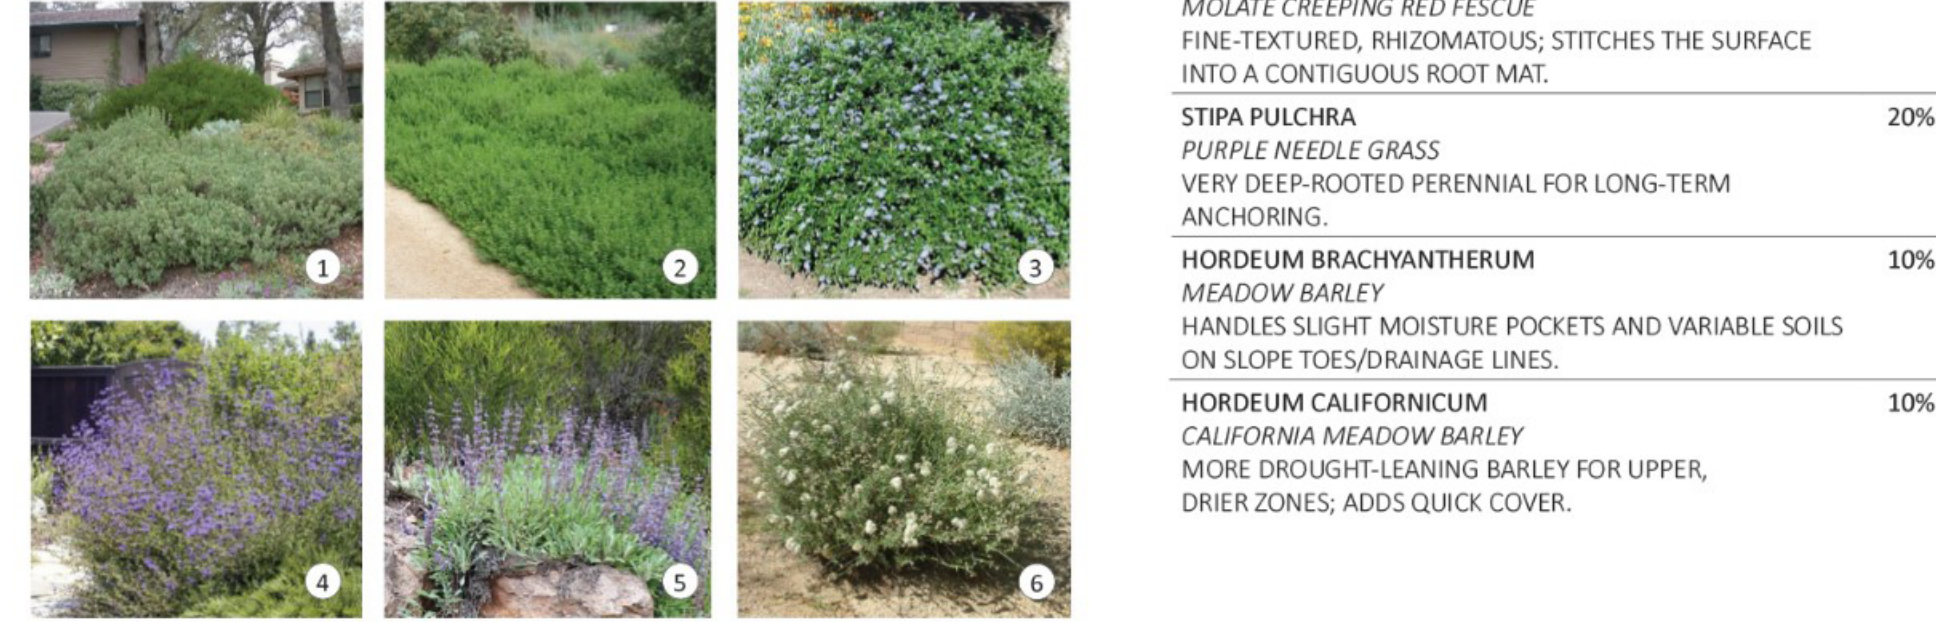 MOLATE CREEPING RED FESCUE
FINE-TEXTURED, RHIZOMATOUS; STITCHES THE SURFACE
INTO A CONTIGUOUS ROOT MAT.
STIPA PULCHRA 20%
PURPLE NEEDLE GRASS
VERY DEEP-ROOTED PERENNIAL FOR LONG-TERM
ANCHORING.
HORDEUM BRACHYANTHERUM 10%
MEADOW BARLEY
HANDLES SLIGHT MOISTURE POCKETS AND VARIABLE SOILS
ON SLOPE TOES/DRAINAGE LINES.
HORDEUM CALIFORNICUM 10%
CALIFORNIA MEADOW BARLEY
MORE DROUGHT-LEANING BARLEY FOR UPPER,
DRIER ZONES; ADDS QUICK COVER.
1
2
3
4
5
6